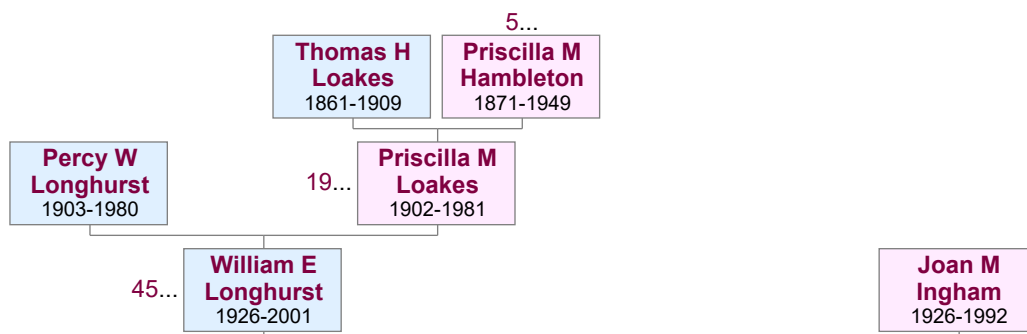 5...
Thomas H
Loakes
1861-1909
Priscilla M
Hambleton
1871-1949
Percy W
Longhurst
1903-1980
19...
Priscilla M
Loakes
1902-1981
45...
William E
Longhurst
1926-2001
Joan M
Ingham
1926-1992